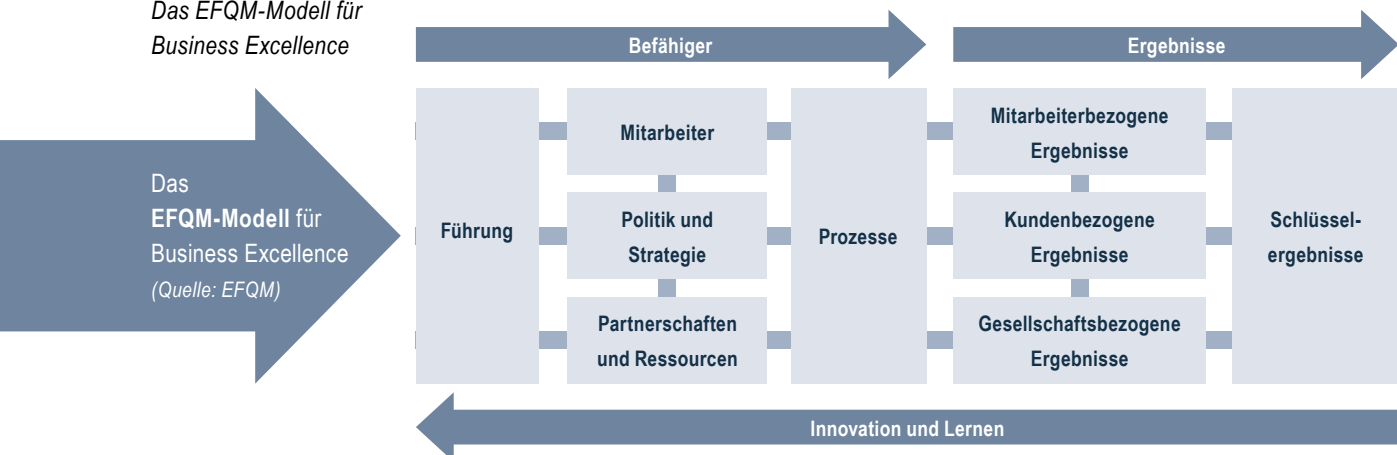 Das EFQM-Modell für
Business Excellence
Befähiger
Ergebnisse
Das
EFQM-Modell für
Business Excellence
(Quelle: EFQM)
Führung
Mitarbeiter
Politik und
Strategie
Partnerschaften
und Ressourcen
Prozesse
Mitarbeiterbezogene
Ergebnisse
Kundenbezogene
Ergebnisse
Gesellschaftsbezogene
Ergebnisse
Schlüssel-
ergebnisse
Innovation und Lernen